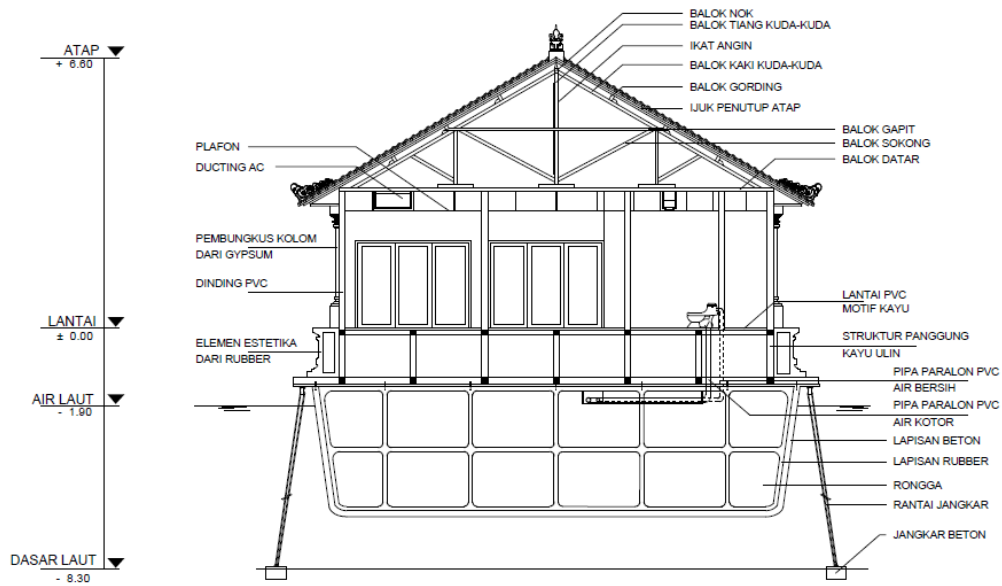 ATAP
+ 6.60
LANTAI
± 0.00
AIR LAUT
- 1.90
DASAR LAUT
- 8.30
PLAFON
DUCTING AC
PEMBUNGKUS KOLOM
DARI GYPSUM
DINDING PVC
ELEMEN ESTETIKA
DARI RUBBER
BALOK NOK
BALOK TIANG KUDA-KUDA
IKAT ANGIN
BALOK KAKI KUDA-KUDA
BALOK GORDING
IJUK PENUTUP ATAP
BALOK GAPIT
BALOK SOKONG
BALOK DATAR
LANTAI PVC
MOTIF KAYU
STRUKTUR PANGGUNG
KAYU ULIN
PIPA PARALON PVC
AIR BERSIH
PIPA PARALON PVC
AIR KOTOR
LAPISAN BETON
LAPISAN RUBBER
RONGGA
RANTAI JANGKAR
JANGKAR BETON